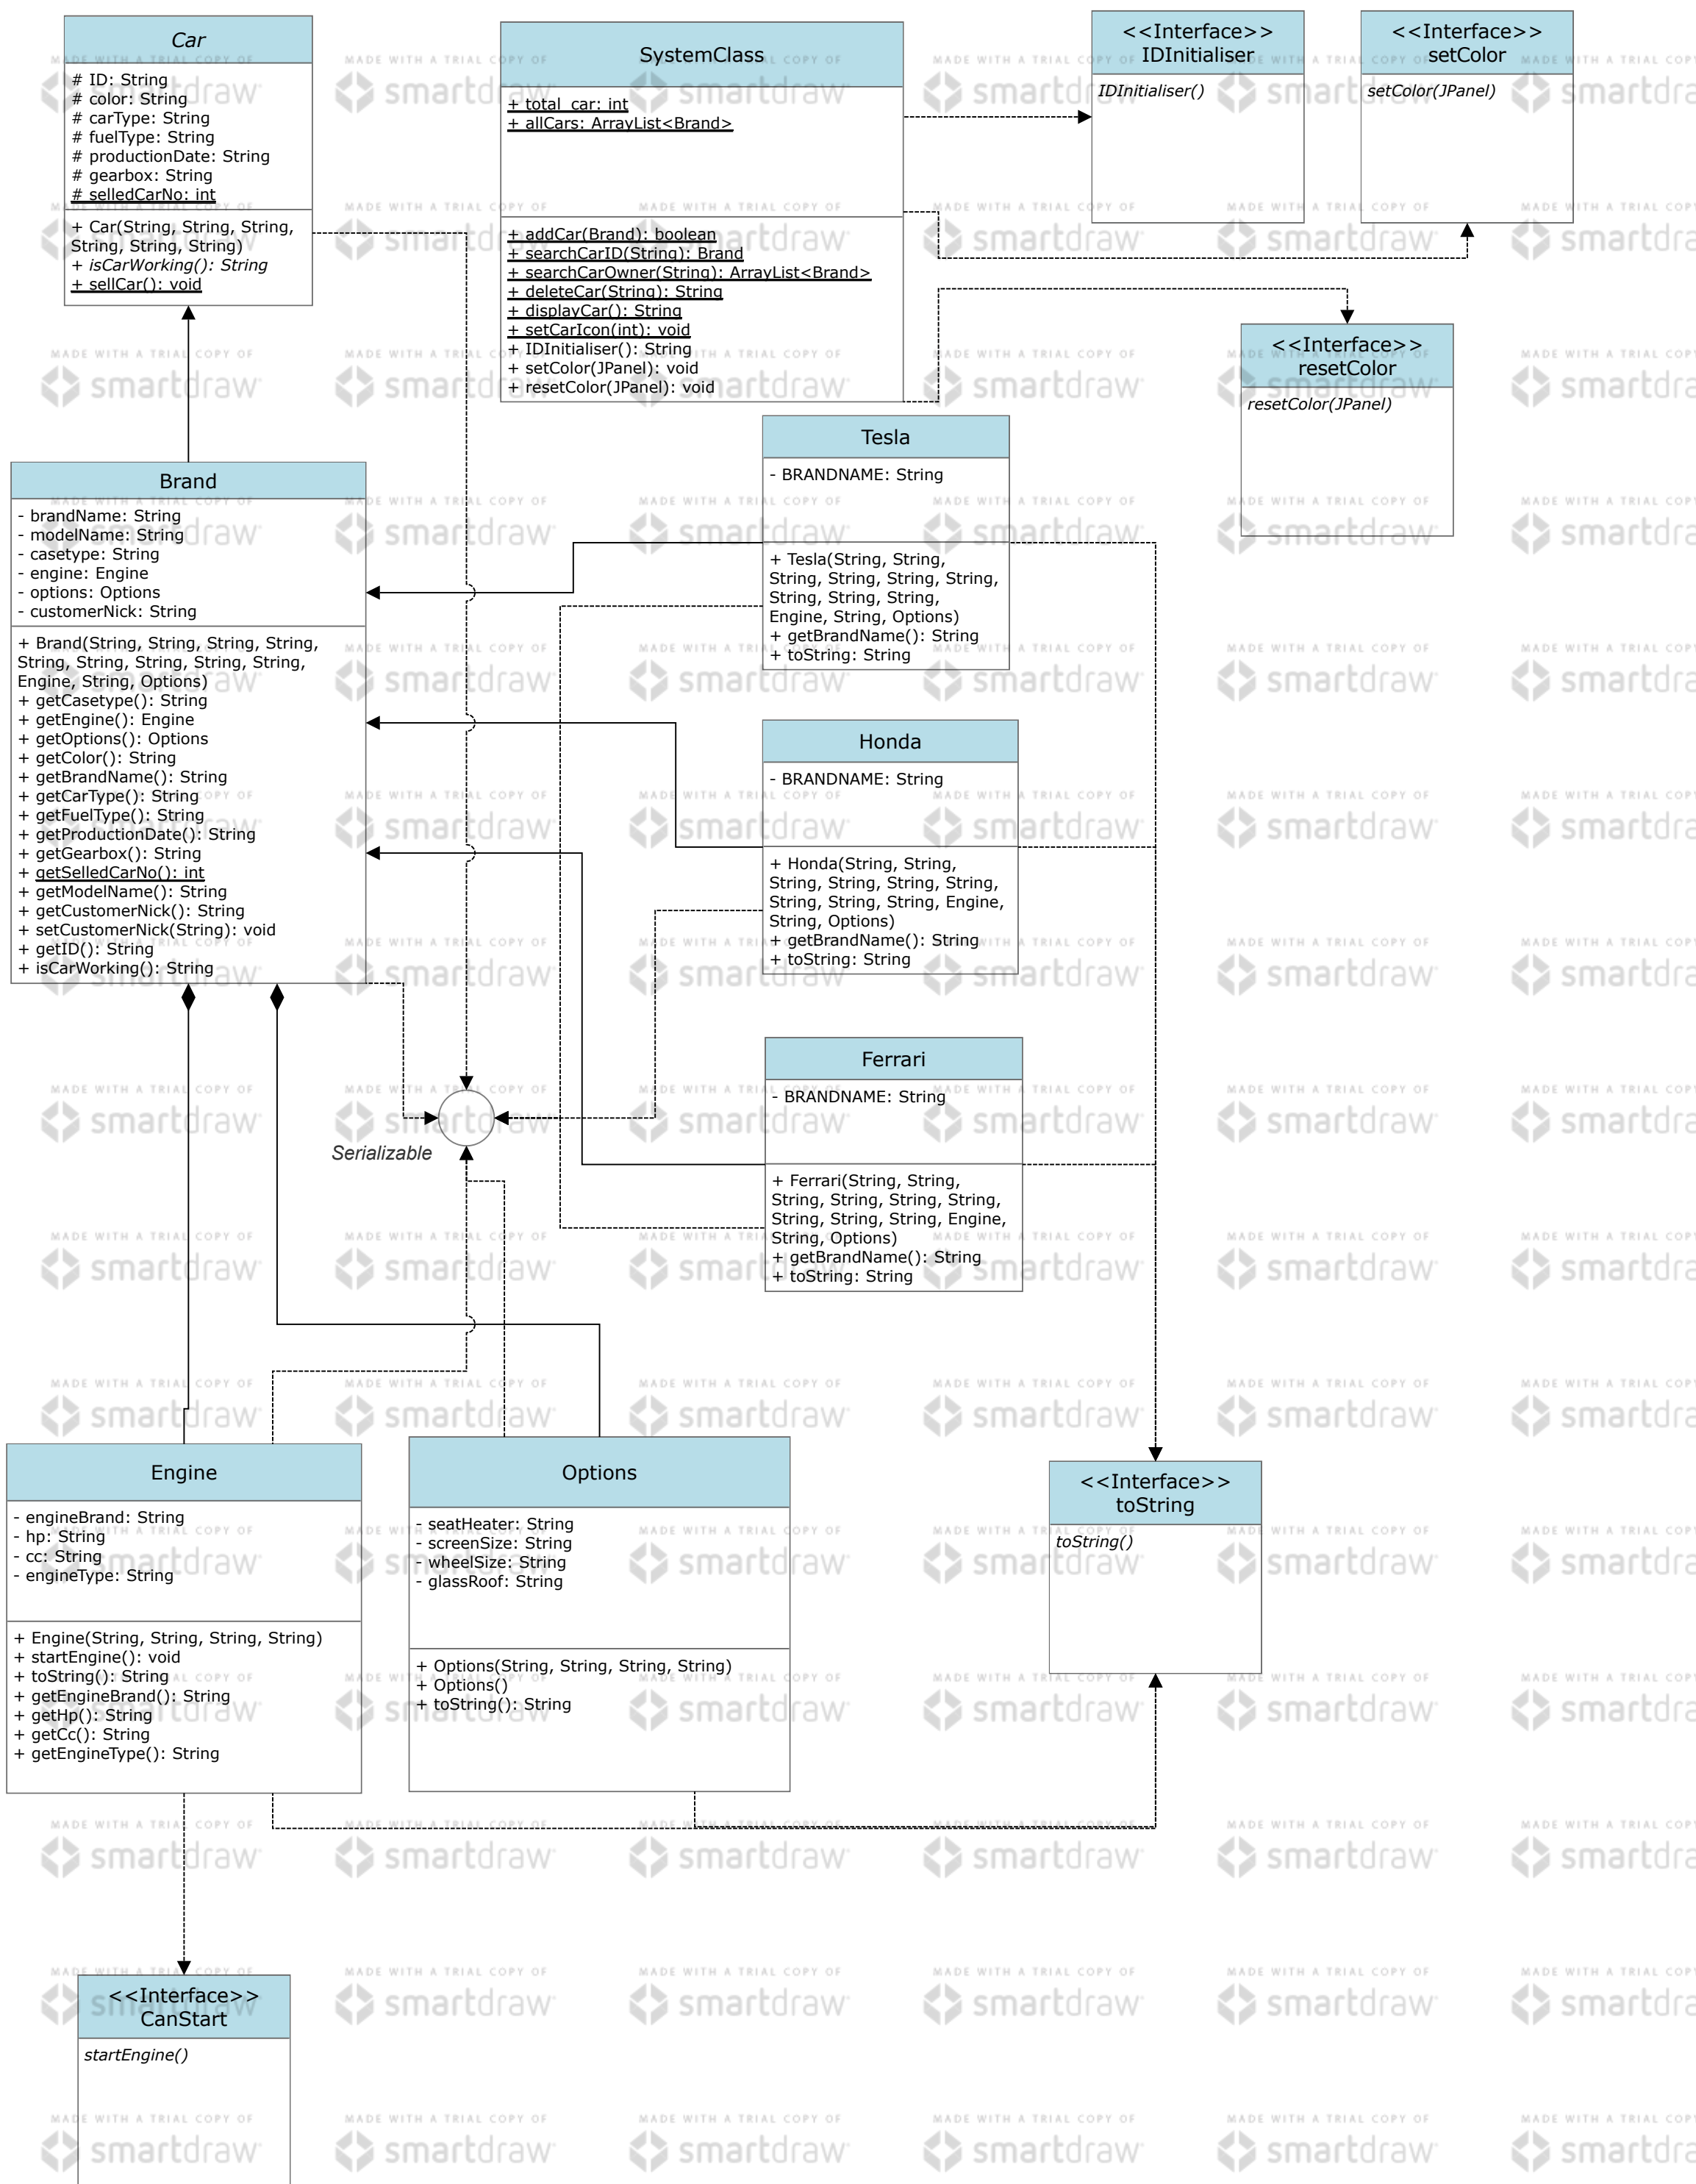 Car
# ID: String
# color: String
# carType: String
# fuelType: String
# productionDate: String
# gearbox: String
# selledCarNo: int
+ Car(String, String, String,
String, String, String)
+ isCarWorking(): String
+ sellCar(): void
SystemClass
+ total_car: int
+ allCars: ArrayList<Brand>
+ addCar(Brand): boolean
+ searchCarID(String): Brand
+ searchCarOwner(String): ArrayList<Brand>
+ deleteCar(String): String
+ displayCar(): String
+ setCarIcon(int): void
+ IDInitialiser(): String
+ setColor(JPanel): void
+ resetColor(JPanel): void
<<Interface>>
IDInitialiser
IDInitialiser()
<<Interface>>
setColor
setColor(JPanel)
<<Interface>>
resetColor
resetColor(JPanel)
Tesla
- BRANDNAME: String
+ Tesla(String, String,
String, String, String, String,
String, String, String,
Engine, String, Options)
+ getBrandName(): String
+ toString: String
Brand
- brandName: String
- modelName: String
- casetype: String
- engine: Engine
- options: Options
- customerNick: String
+ Brand(String, String, String, String,
String, String, String, String, String,
Engine, String, Options)
+ getCasetype(): String
+ getEngine(): Engine
+ getOptions(): Options
+ getColor(): String
+ getBrandName(): String
+ getCarType(): String
+ getFuelType(): String
+ getProductionDate(): String
+ getGearbox(): String
+ getSelledCarNo(): int
+ getModelName(): String
+ getCustomerNick(): String
+ setCustomerNick(String): void
+ getID(): String
+ isCarWorking(): String
Honda
- BRANDNAME: String
+ Honda(String, String,
String, String, String, String,
String, String, String, Engine,
String, Options)
+ getBrandName(): String
+ toString: String
Ferrari
- BRANDNAME: String
+ Ferrari(String, String,
String, String, String, String,
String, String, String, Engine,
String, Options)
+ getBrandName(): String
+ toString: String
Serializable
Engine
- engineBrand: String
- hp: String
- cc: String
- engineType: String
+ Engine(String, String, String, String)
+ startEngine(): void
+ toString(): String
+ getEngineBrand(): String
+ getHp(): String
+ getCc(): String
+ getEngineType(): String
Options
- seatHeater: String
- screenSize: String
- wheelSize: String
- glassRoof: String
+ Options(String, String, String, String)
+ Options()
+ toString(): String
<<Interface>>
toString
toString()
<<Interface>>
CanStart
startEngine()
MADE WITH A TRIAL COPY OF
smartdraw